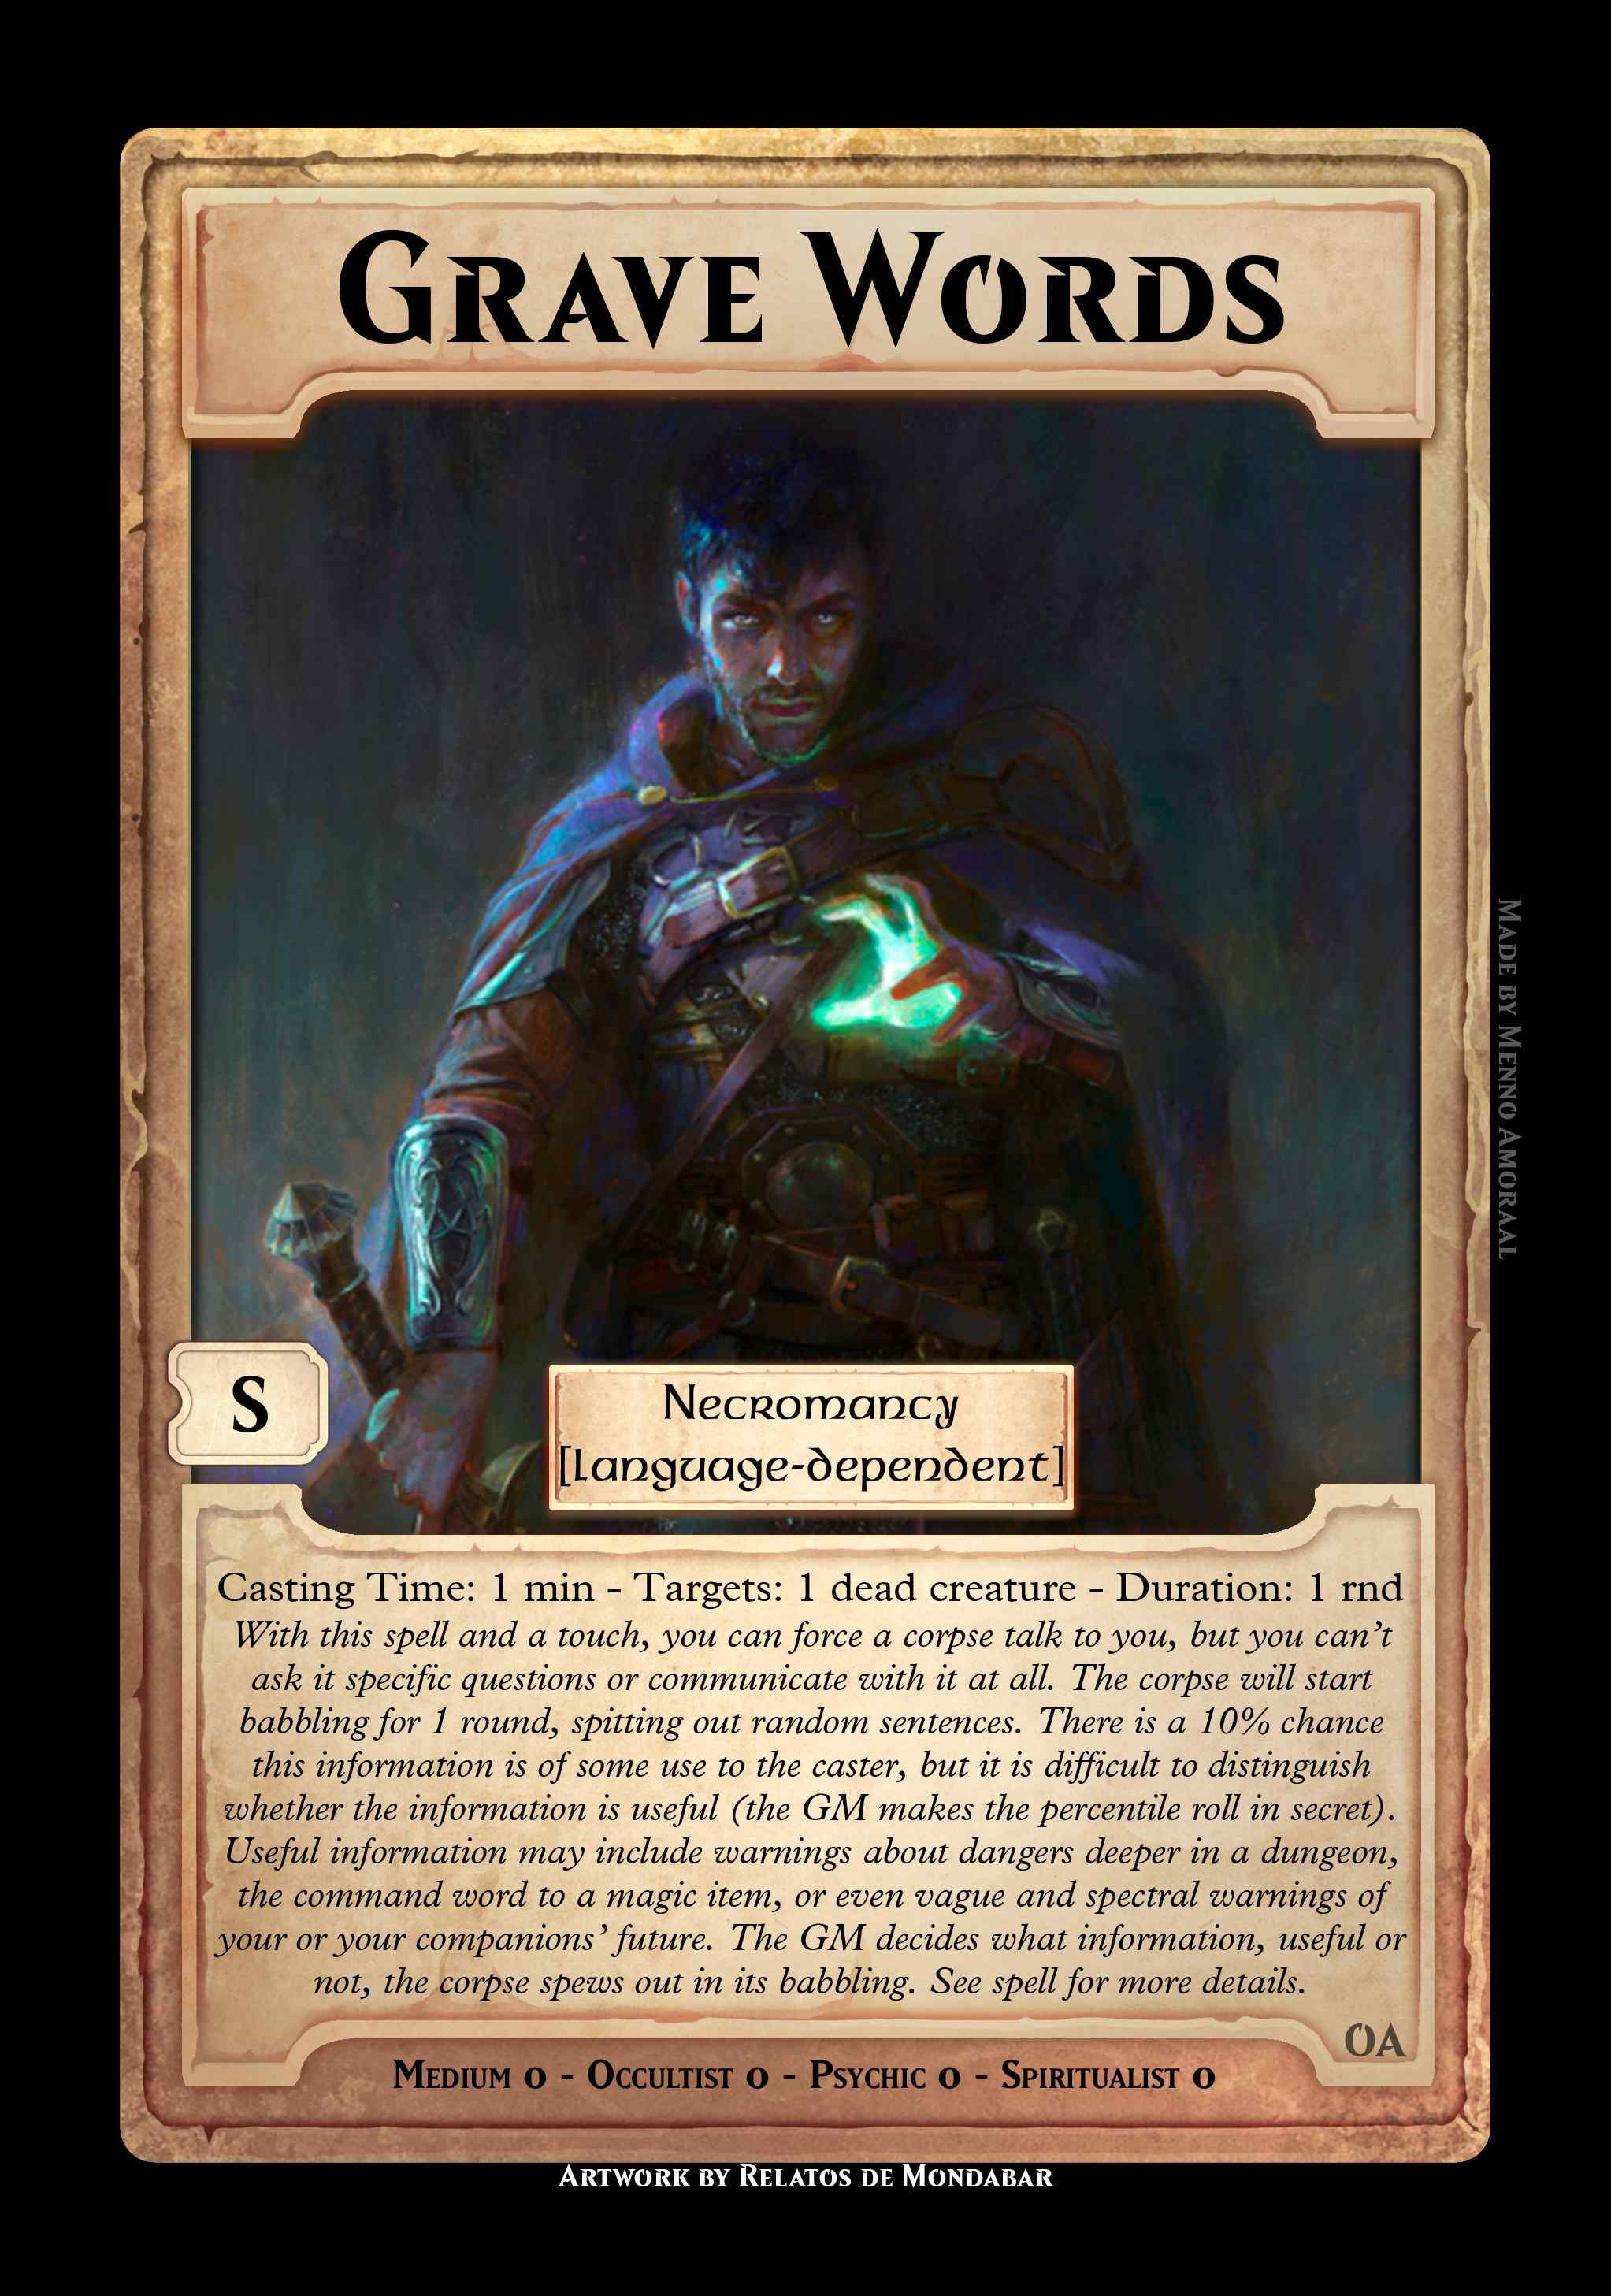 Grave Words
S
Necromancy
[language-dependent]
Casting Time: 1 min - Targets: 1 dead creature - Duration: 1 rnd
With this spell and a touch, you can force a corpse talk to you, but you can't
ask it specific questions or communicate with it at all. The corpse will start
babbling for 1 round, spitting out random sentences. There is a 10% chance
this information is of some use to the caster, but it is difficult to distinguish
whether the information is useful (the GM makes the percentile roll in secret).
Useful information may include warnings about dangers deeper in a dungeon,
the command word to a magic item, or even vague and spectral warnings of
your or your companions' future. The GM decides what information, useful or
not, the corpse spews out in its babbling. See spell for more details.
OA
Medium 0 - Occultist 0 - Psychic 0 - Spiritualist 0
Artwork by Relatos de Mondabar
Made by Menno Amoraal